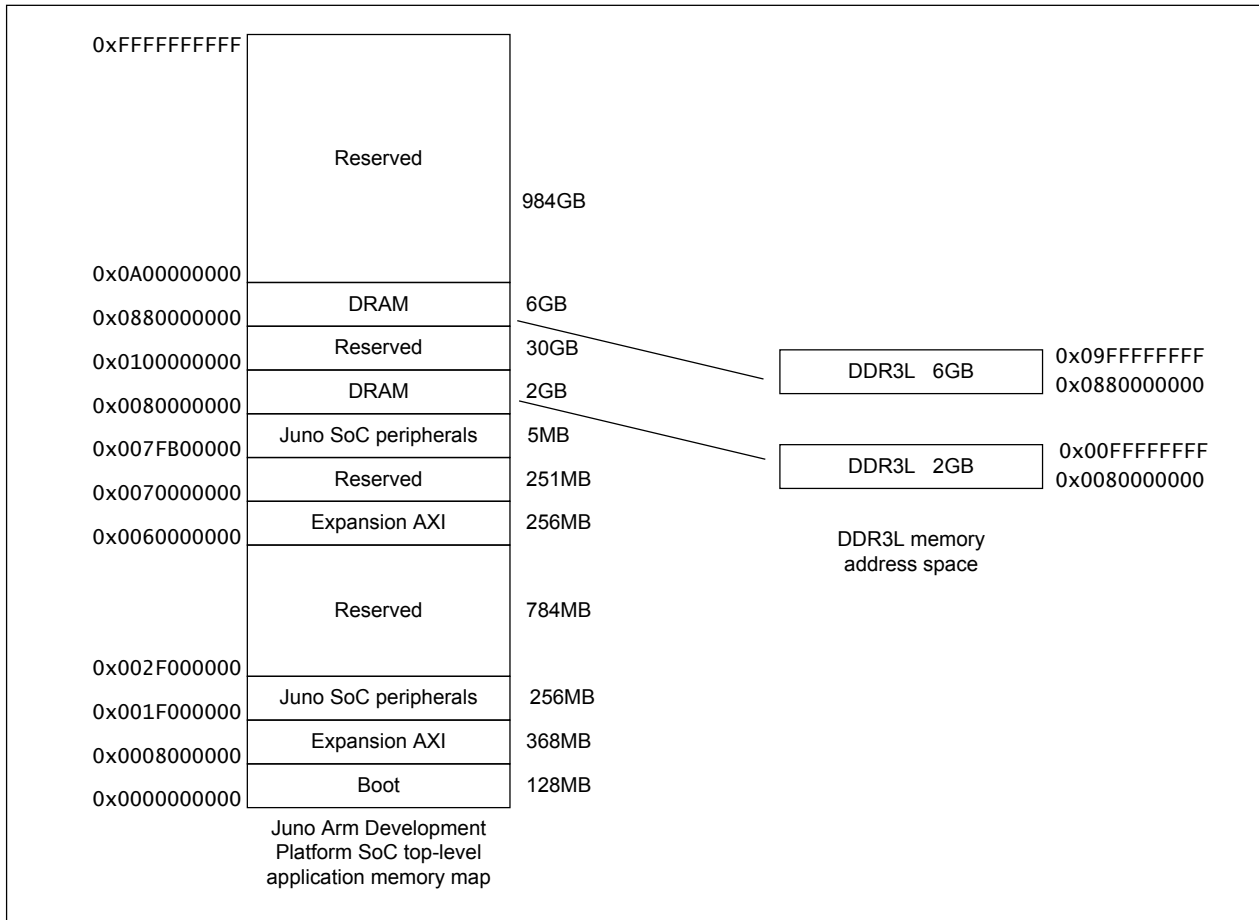 0xFFFFFFFFFF
Reserved
984GB
0x0A00000000
DRAM
6GB
0x0880000000
Reserved
30GB
0x0100000000
DRAM
2GB
0x0080000000
Juno SoC peripherals
5MB
0x007FB00000
Reserved
251MB
0x0070000000
Expansion AXI
256MB
0x0060000000
Reserved
784MB
0x002F000000
Juno SoC peripherals
256MB
0x001F000000
Expansion AXI
368MB
0x0008000000
Boot
128MB
0x0000000000
Juno Arm Development
Platform SoC top-level
application memory map
DDR3L 6GB
0x09FFFFFFFF
0x0880000000
DDR3L 2GB
0x00FFFFFFFF
0x0080000000
DDR3L memory
address space